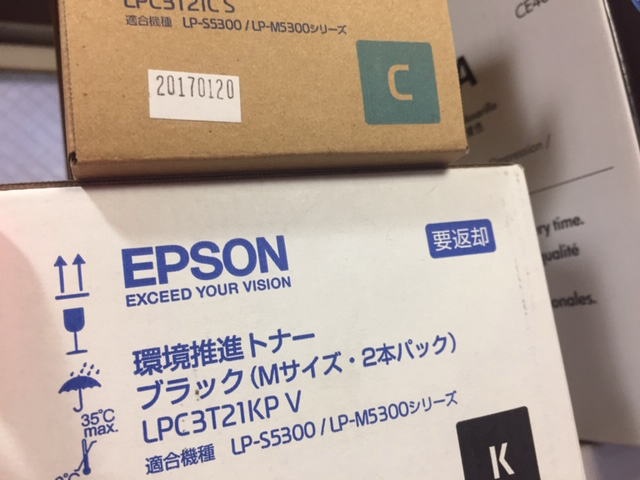 LPC3T21C S
適合機種 LP-S5300 / LP-M5300シリーズ
20170120
C
要返却
EPSON
EXCEED YOUR VISION
環境推進トナー
ブラック(Mサイズ・2本パック)
LPC3T21KP V
適合機種 LP-S5300 / LP-M5300シリーズ
35℃
max.
K
CE40
A
time.
qualité